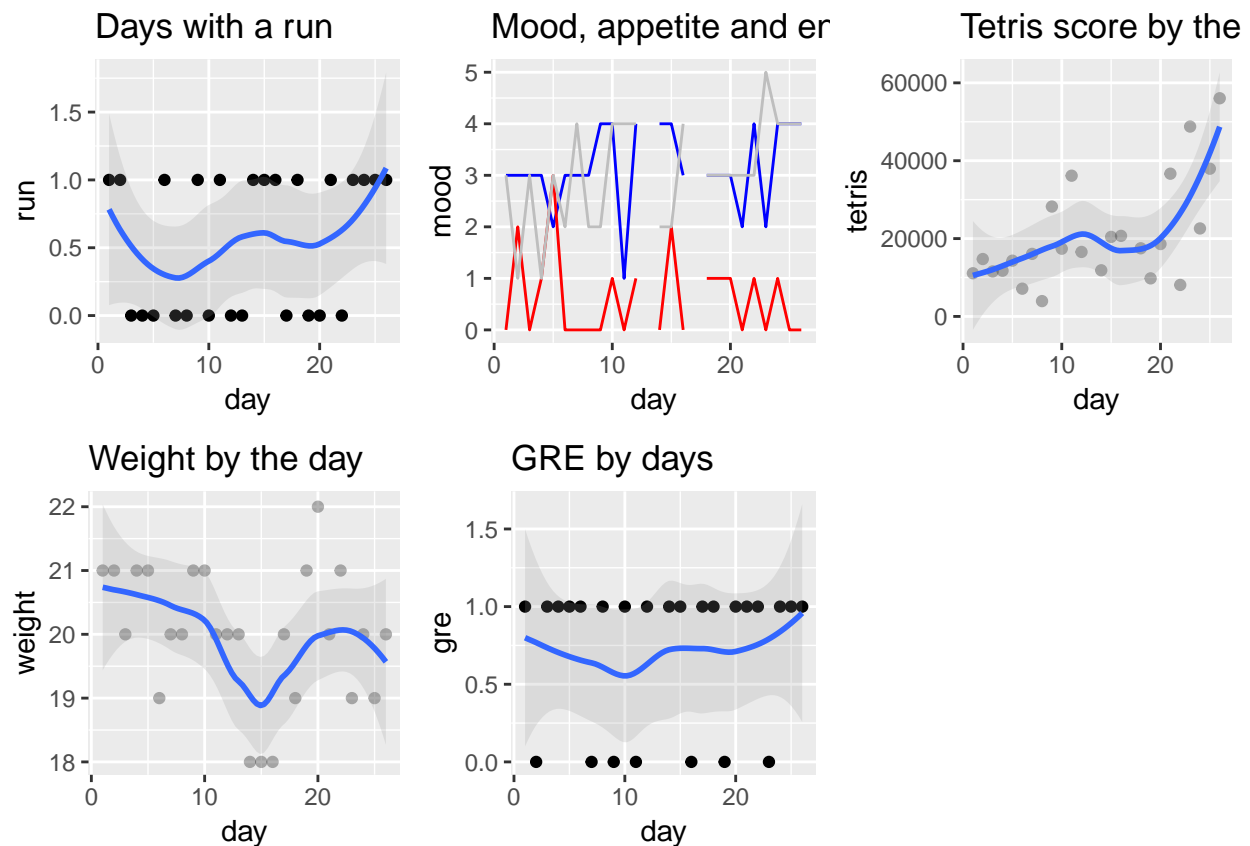 Days with a run
1.5
1.0
0.5
0.0
run
0 10 20
day
Mood, appetite and er
5
4
3
2
1
0
mood
0 10 20
day
Tetris score by the
60000
40000
20000
0
tetris
0 10 20
day
Weight by the day
22
21
20
19
18
weight
0 10 20
day
GRE by days
1.5
1.0
0.5
0.0
gre
0 10 20
day